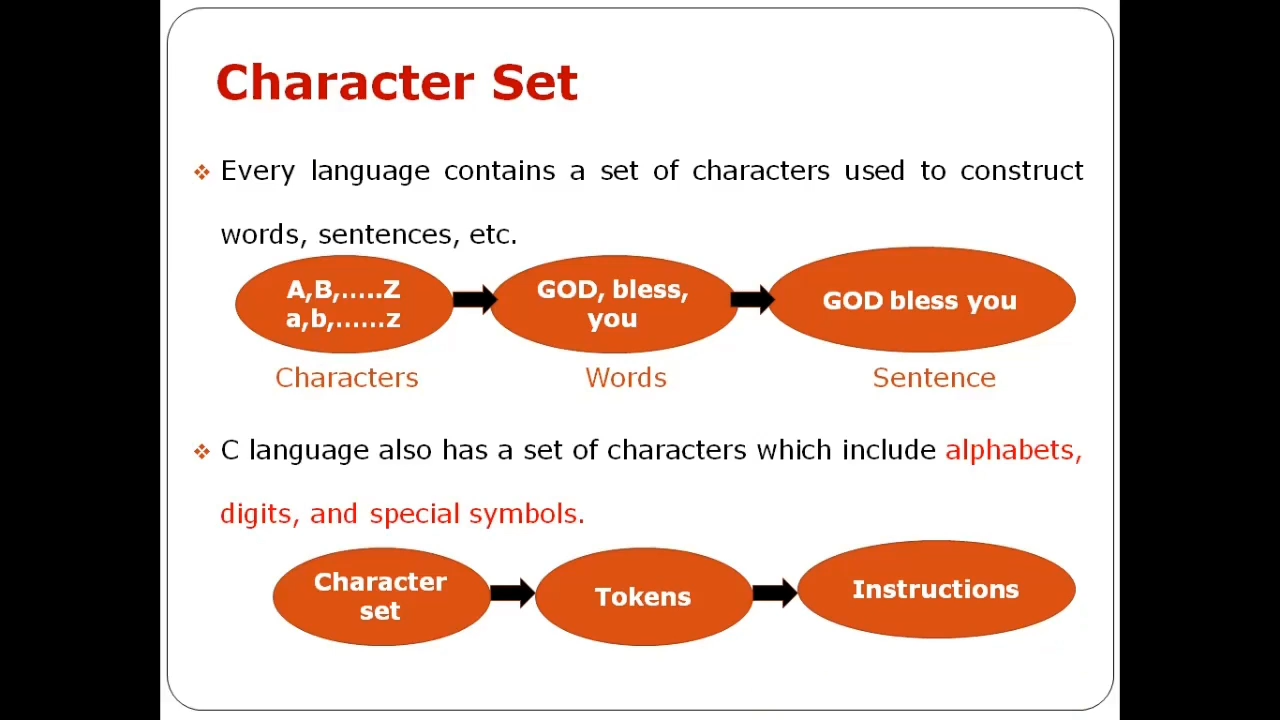 Character Set
Every language contains a set of characters used to construct
words, sentences, etc.
A,B,.....Z
a,b,......z
GOD, bless,
you
GOD bless you
Characters
Words
Sentence
C language also has a set of characters which include alphabets,
digits, and special symbols.
Character
set
Tokens
Instructions